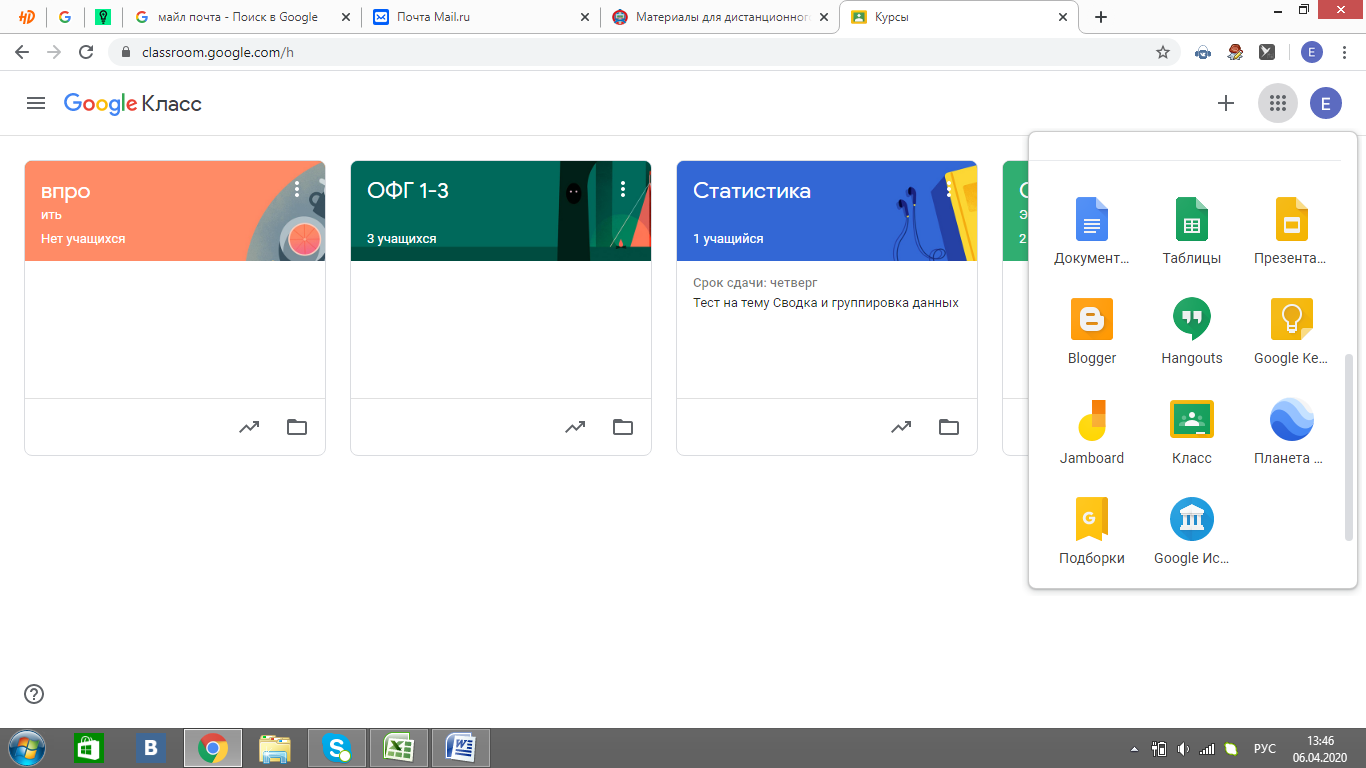 майл почта - Поиск в Google
Почта Mail.ru
Материалы для дистанционног
Курсы
classroom.google.com/h
E
Google Класс
E
впро
ить
Нет учащихся
ОФГ 1-3
3 учащихся
Статистика
1 учащийся
Срок сдачи: четверг
Тест на тему Сводка и группировка данных
2
Документ...
Таблицы
Презента...
Blogger
Hangouts
Google Ke...
Jamboard
Класс
Планета ...
Подборки
Google Ис...
РУС
13:46
06.04.2020